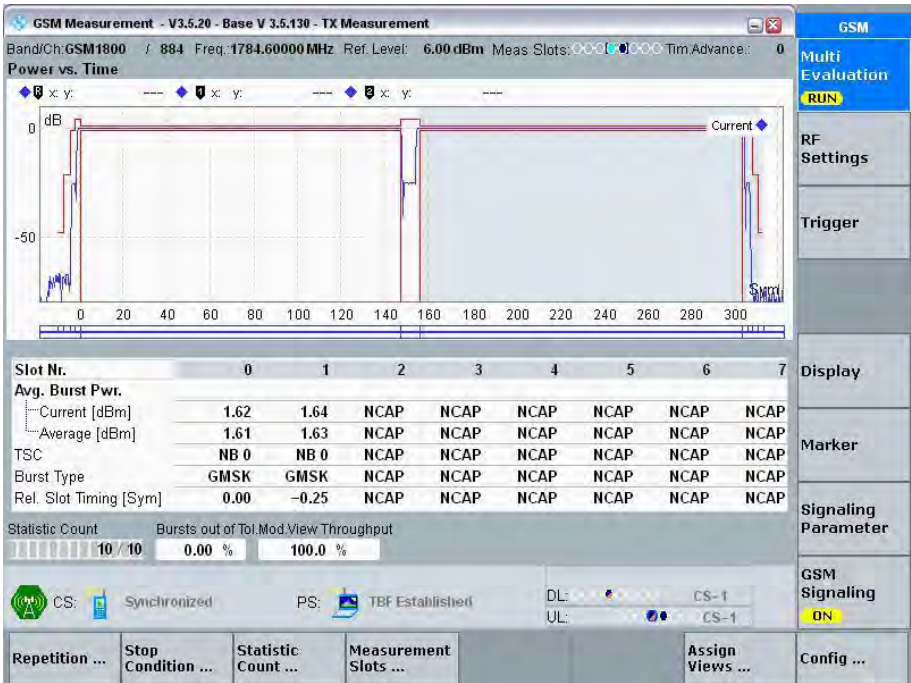 GSM Measurement - V3.5.20 - Base V 3.5.130 - TX Measurement
GSM
Band/Ch:GSM1800 / 884 Freq.:1784.60000 MHz Ref. Level: 6.00 dBm Meas Slots: Tim.Advance.: 0
Multi Evaluation
RUN
Power vs. Time
R x: y: --- 1 x: y: --- 2 x: y: ---
dB
Current
0
-50
Sym
0 20 40 60 80 100 120 140 160 180 200 220 240 260 280 300
RF Settings
Trigger
Display
Marker
Signaling Parameter
GSM Signaling
ON
Slot Nr. 0 1 2 3 4 5 6 7
Avg. Burst Pwr.
Current [dBm] 1.62 1.64 NCAP NCAP NCAP NCAP NCAP NCAP
Average [dBm] 1.61 1.63 NCAP NCAP NCAP NCAP NCAP NCAP
TSC NB 0 NB 0 NCAP NCAP NCAP NCAP NCAP NCAP
Burst Type GMSK GMSK NCAP NCAP NCAP NCAP NCAP NCAP
Rel. Slot Timing [Sym] 0.00 -0.25 NCAP NCAP NCAP NCAP NCAP NCAP
Statistic Count Bursts out of Tol. Mod.View Throughput
10 / 10 0.00 % 100.0 %
CS: Synchronized PS: TBF Established DL: CS-1
UL: CS-1
Repetition ...
Stop Condition ...
Statistic Count ...
Measurement Slots ...
Assign Views ...
Config ...